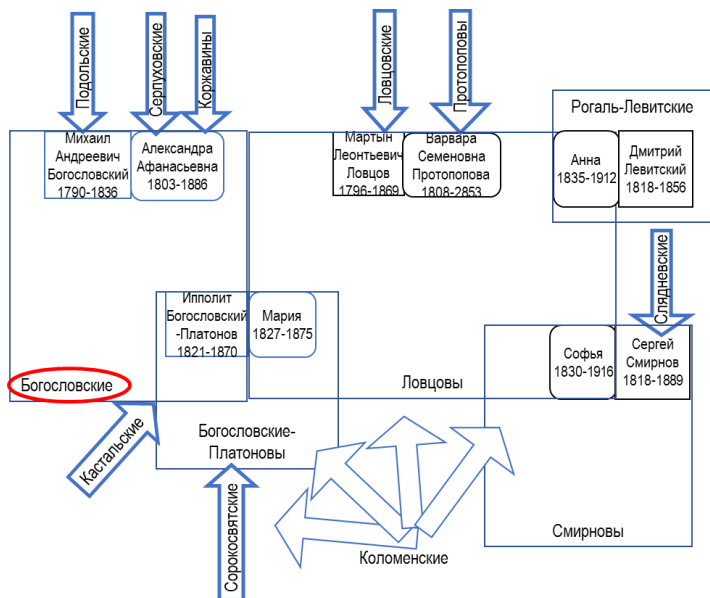 Подольские
Серпуховские
Коржавины
Ловцовские
Протопоповы
Рогаль-Левитские
Михаил
Андреевич
Богословский
1790-1836
Александра
Афанасьевна
1803-1886
Мартын
Леонтьевич
Ловцов
1796-1869
Варвара
Семеновна
Протопопова
1808-2853
Анна
1835-1912
Дмитрий
Левитский
1818-1856
Слядневские
Ипполит
Богословский
-Платонов
1821-1870
Мария
1827-1875
Софья
1830-1916
Сергей
Смирнов
1818-1889
Богословские
Ловцовы
Кастальские
Богословские-
Платоновы
Сорокосвятские
Коломенские
Смирновы